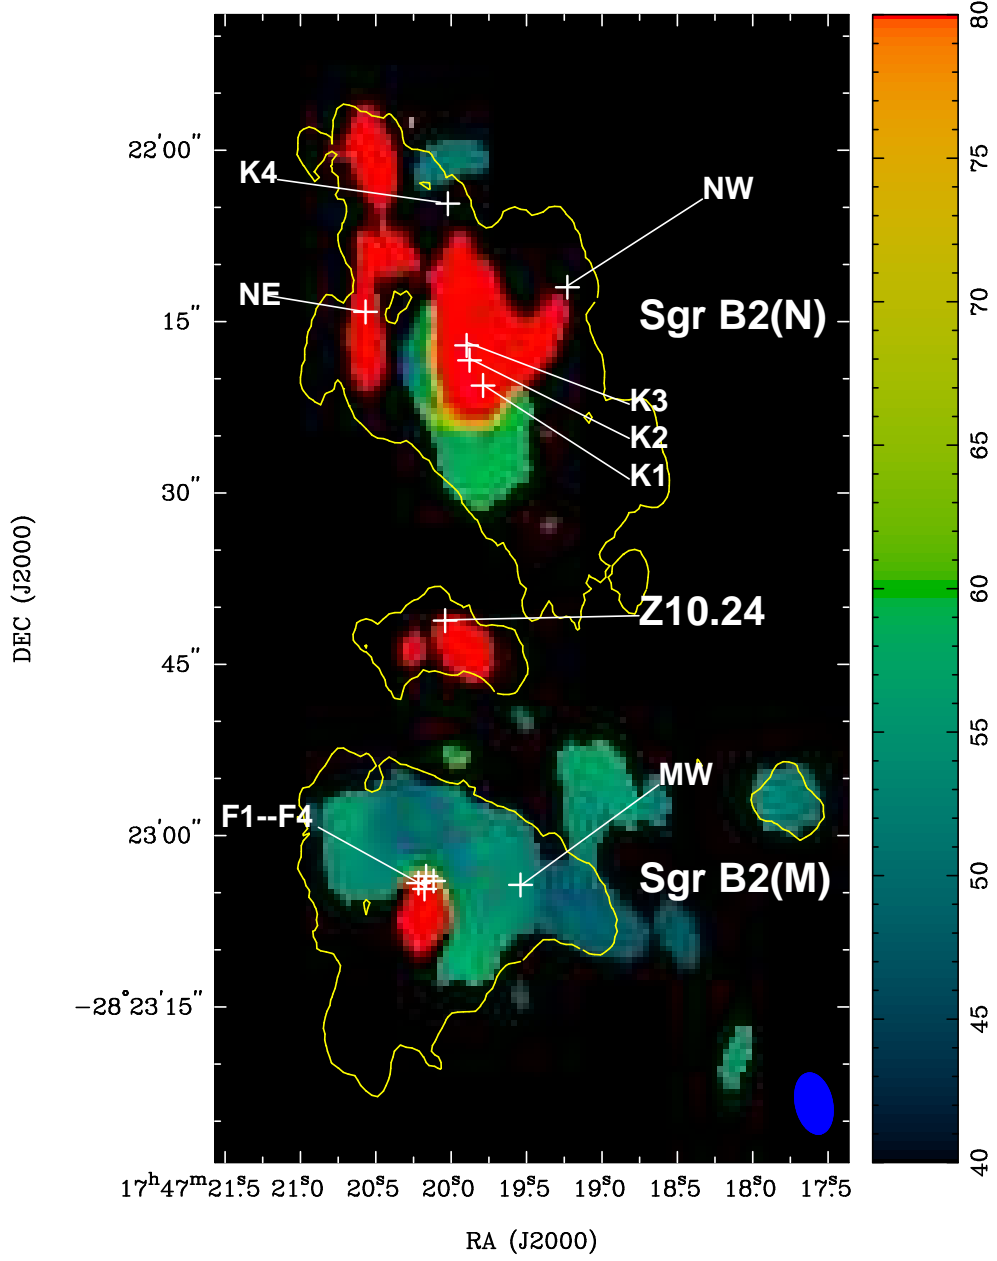 80
22'00"
75
K4
NW
70
NE
15"
Sgr B2(N)
K3
65
K2
K1
30"
60
DEC (J2000)
Z10.24
45"
55
MW
F1--F4
23'00"
50
Sgr B2(M)
-28°23'15"
45
40
17ʰ47ᵐ21ˢ.5 21ˢ.0 20ˢ.5 20ˢ.0 19ˢ.5 19ˢ.0 18ˢ.5 18ˢ.0 17ˢ.5
RA (J2000)